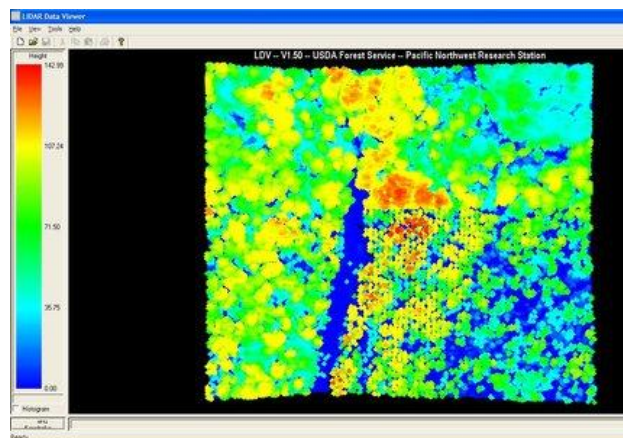 LIDAR Data Viewer
File View Tools Help
LDV -- V1.50 -- USDA Forest Service -- Pacific Northwest Research Station
Height
142.99
107.24
71.50
35.75
0.00
Histogram
Ready